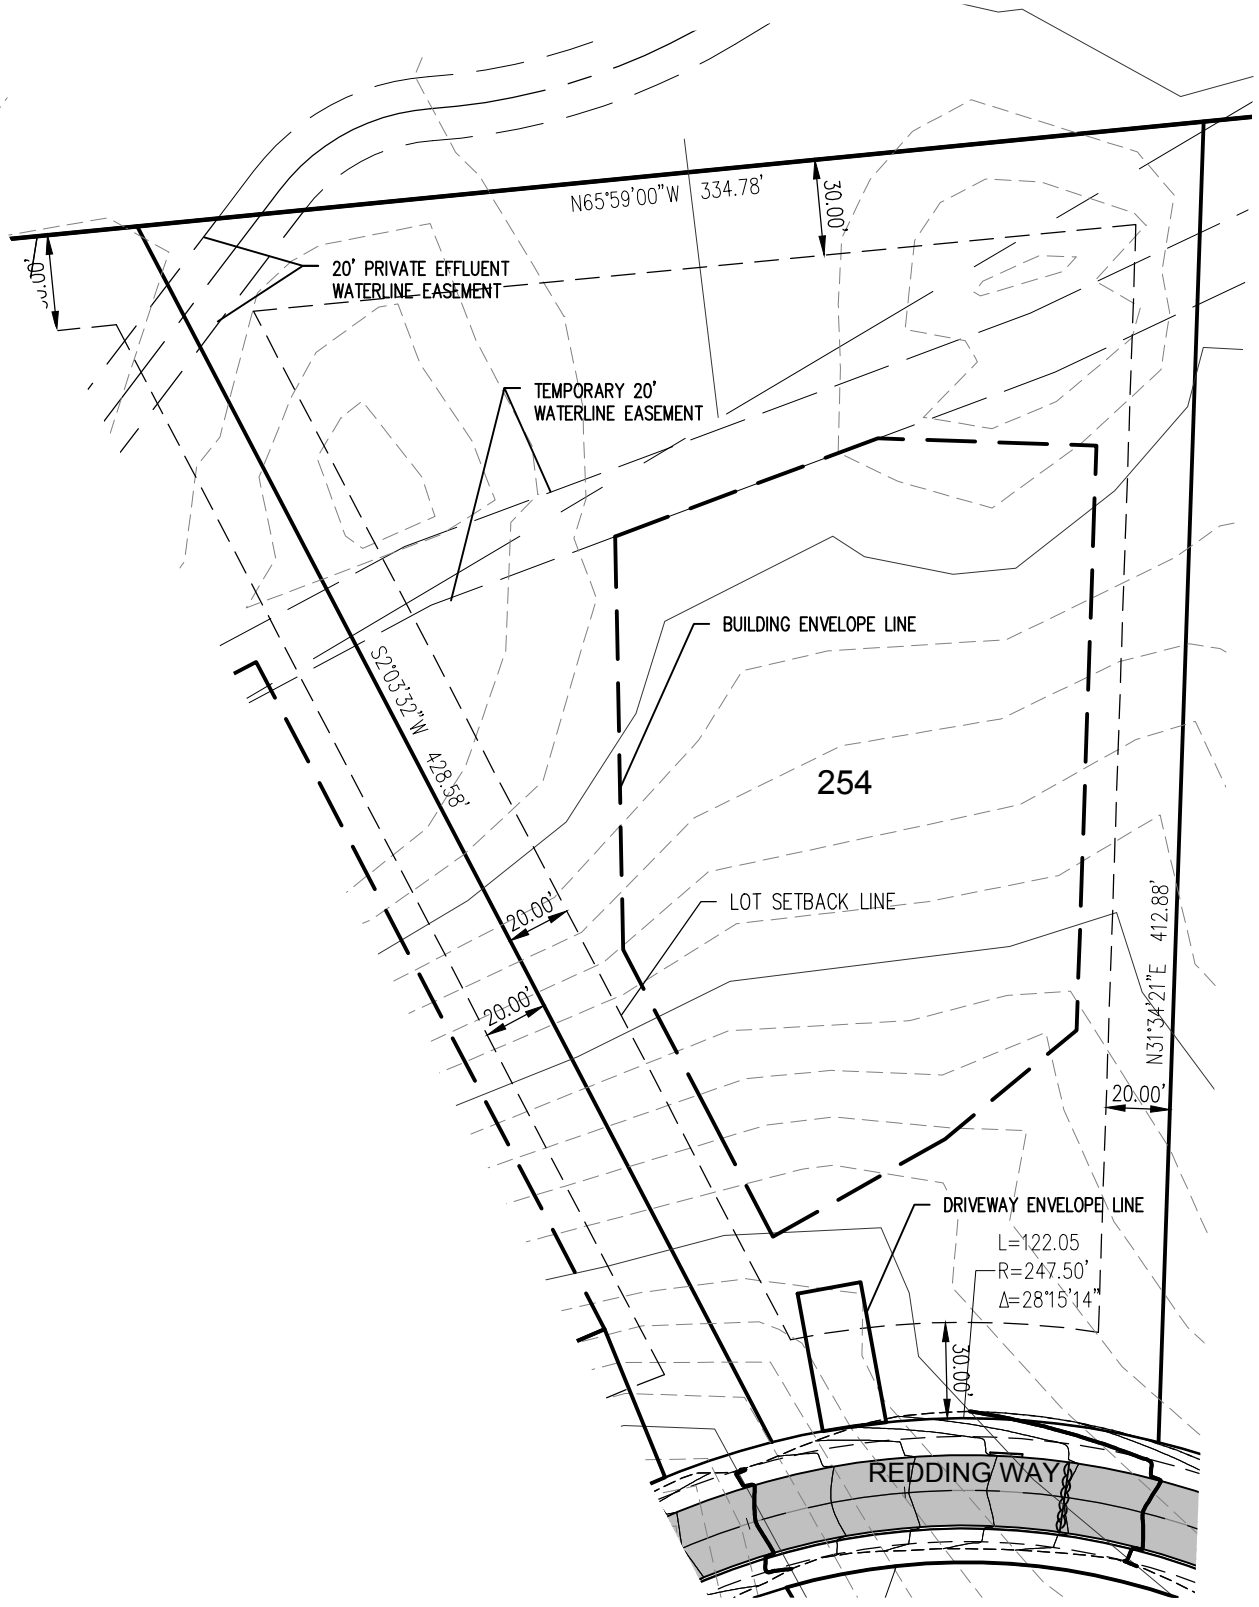 N65°59'00"W 334.78'
30.00'
20' PRIVATE EFFLUENT
WATERLINE EASEMENT
TEMPORARY 20'
WATERLINE EASEMENT
BUILDING ENVELOPE LINE
S2°03'32"W 428.58'
254
LOT SETBACK LINE
20.00'
20.00'
N31°34'21"E 412.88'
20.00'
DRIVEWAY ENVELOPE LINE
L=122.05
R=247.50'
Δ=28°15'14"
30.00'
REDDING WAY